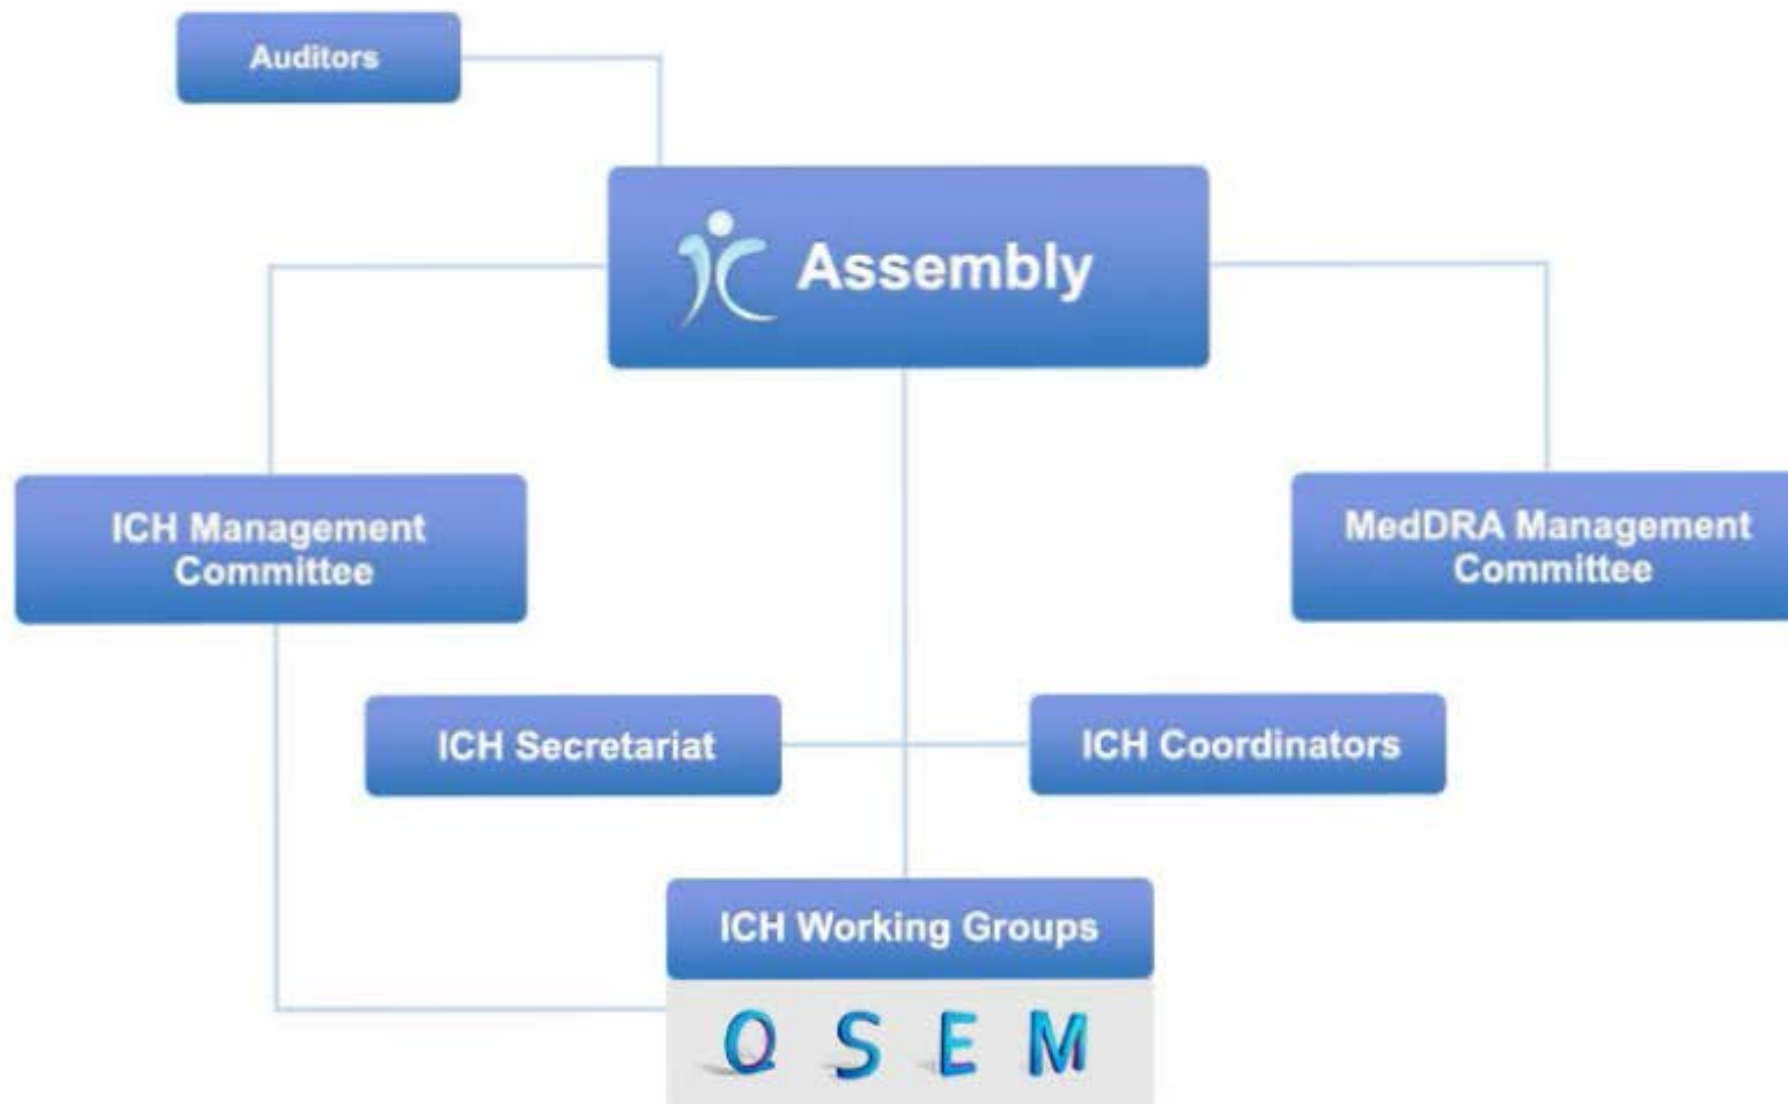 Auditors
Assembly
ICH Management
Committee
MedDRA Management
Committee
ICH Secretariat
ICH Coordinators
ICH Working Groups
Q S E M